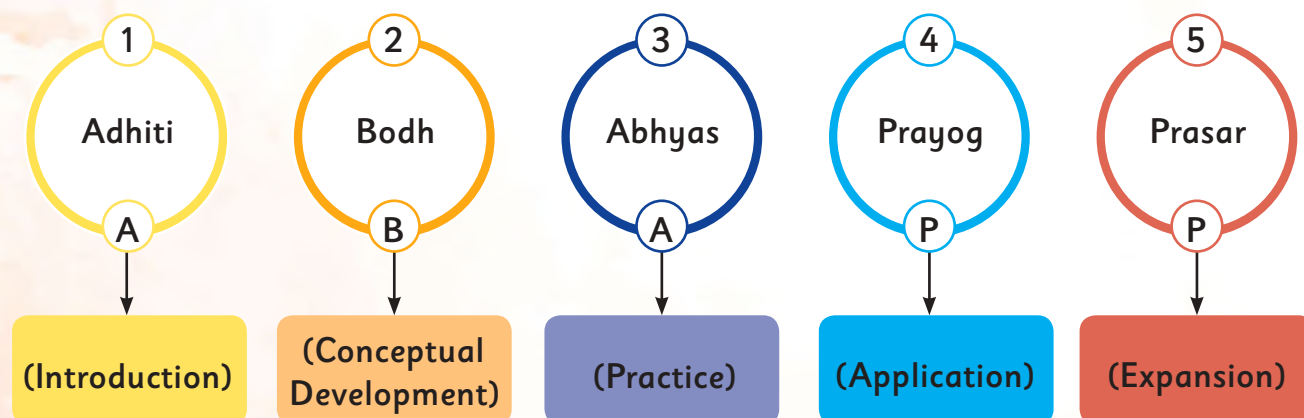 1 2 3 4 5
Adhiti Bodh Abhyas Prayog Prasar
A B A P P
(Introduction) (Conceptual Development) (Practice) (Application) (Expansion)